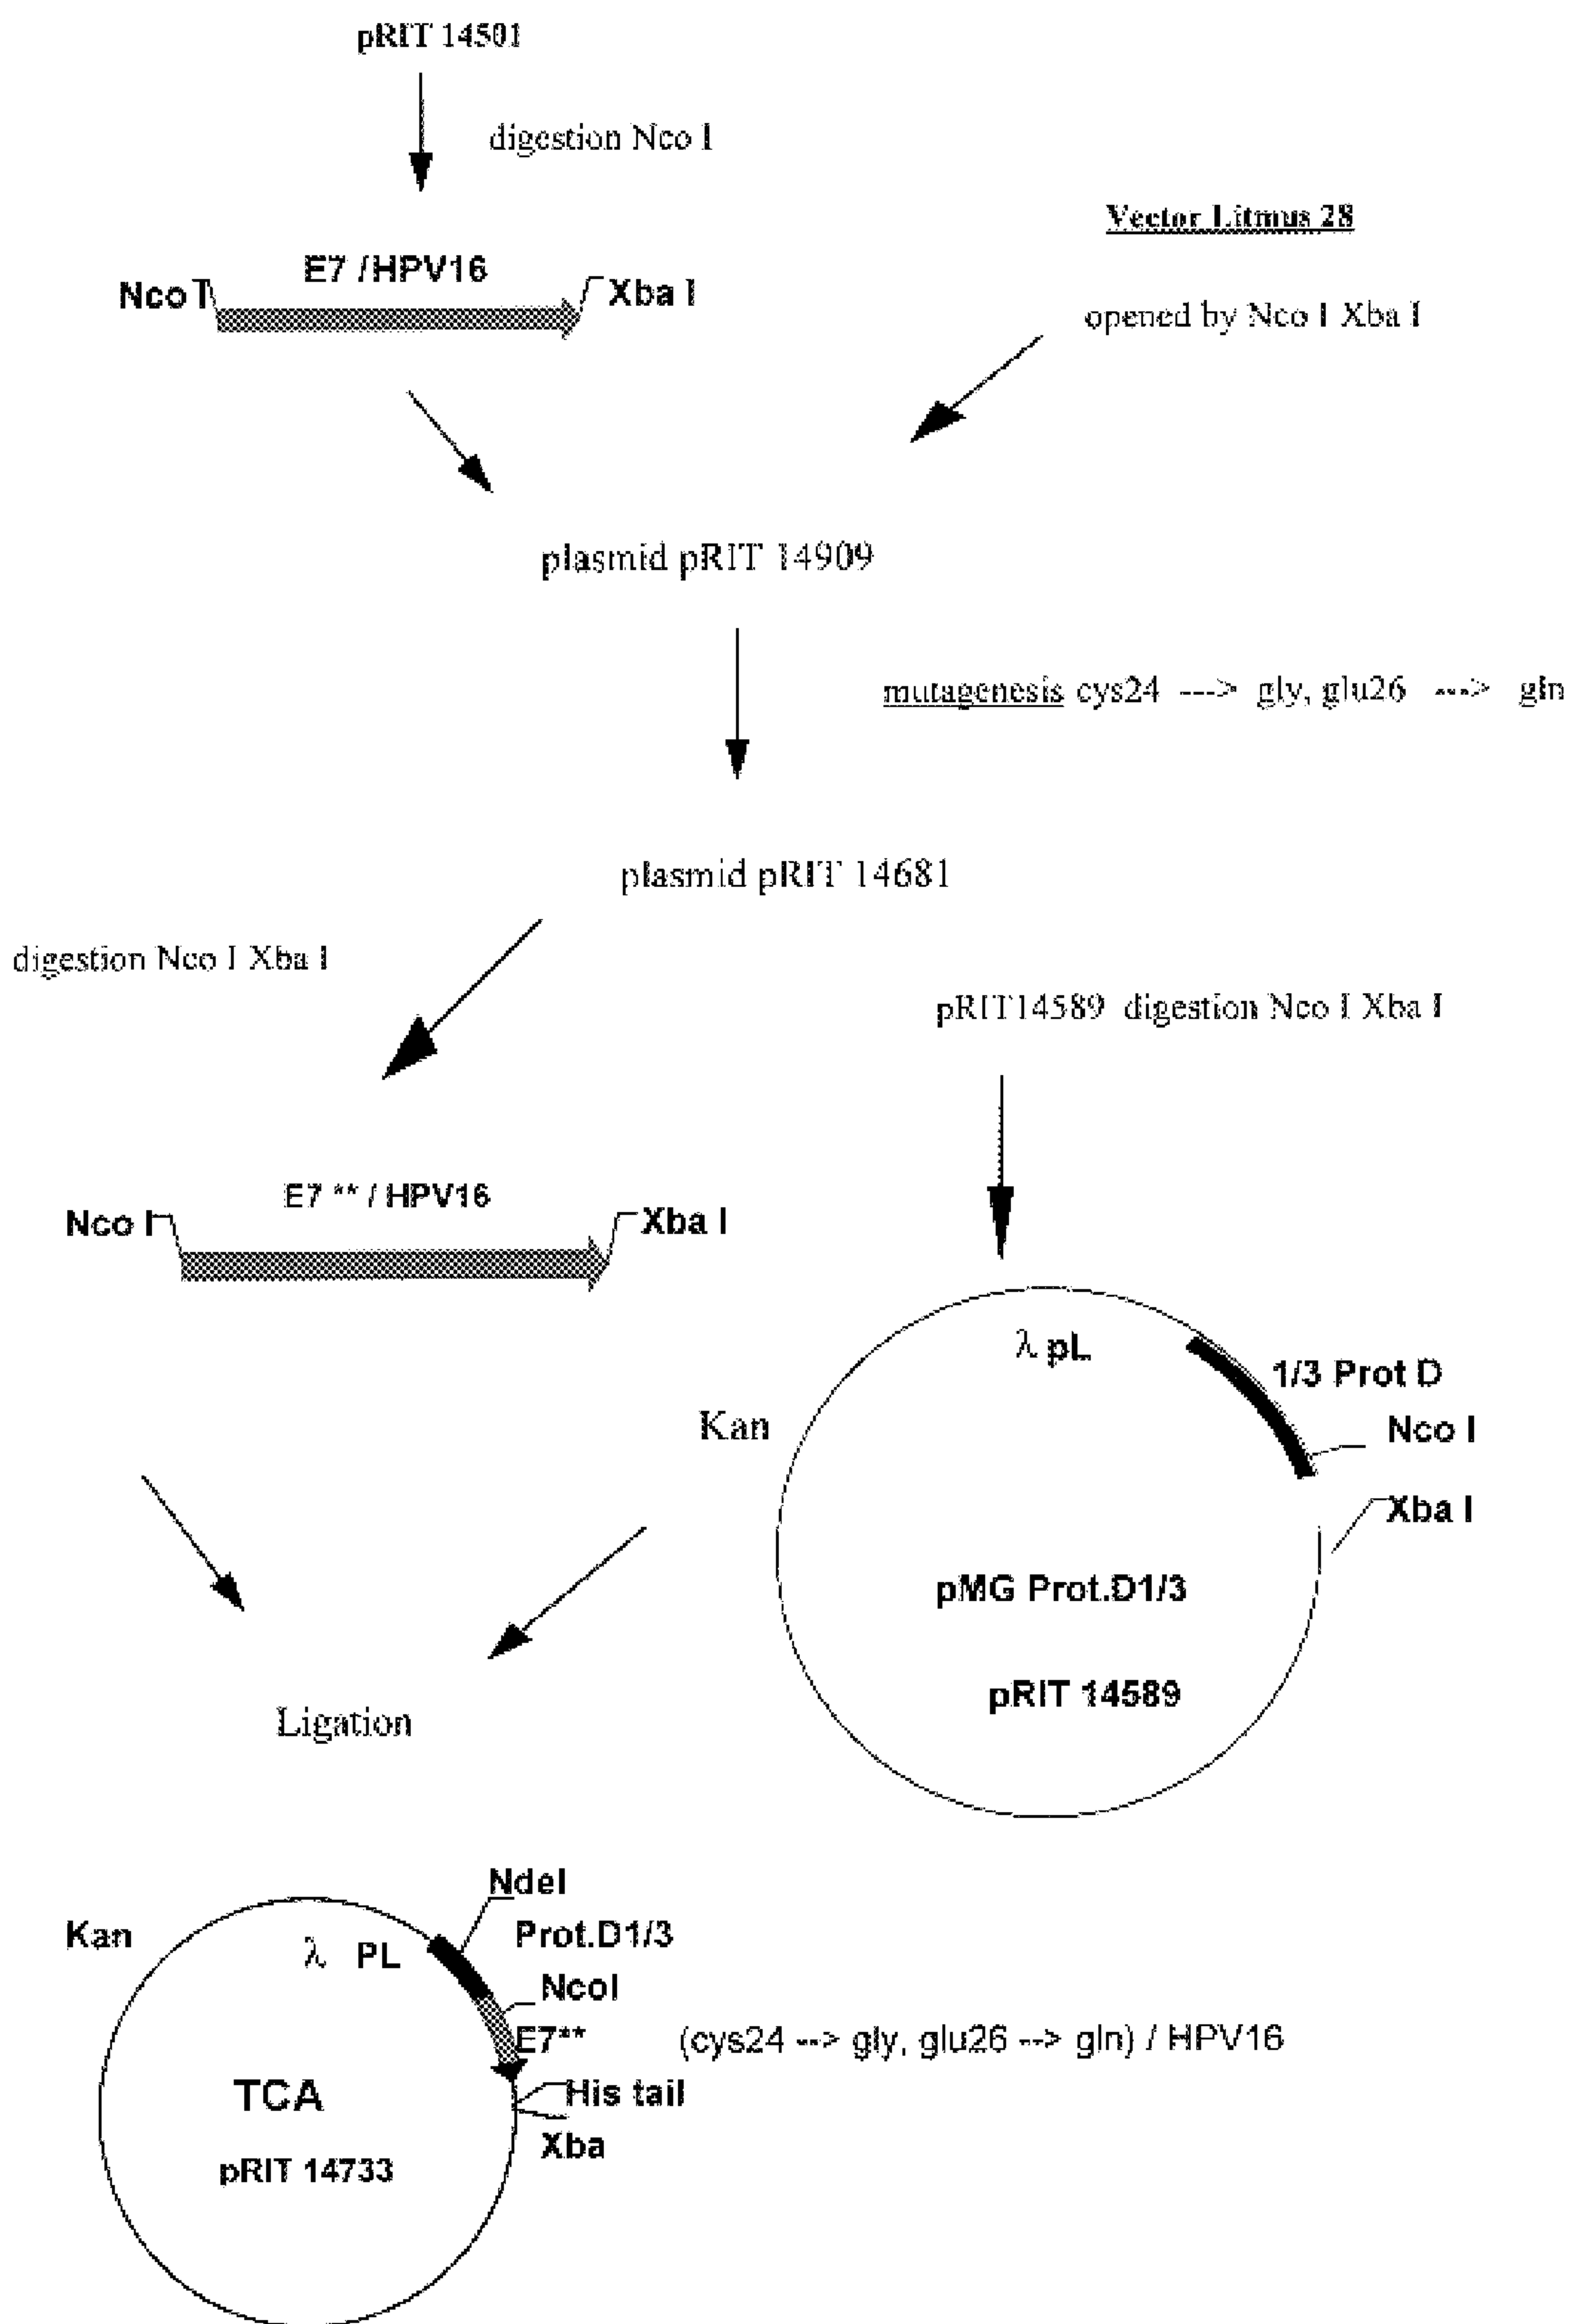 pRIT 14501
digestion Nco I
Vector Litmus 28
E7 /HPV16
Nco I
Xba I
opened by Nco I Xba I
plasmid pRIT 14909
mutagenesis cys24 ---> gly, glu26 ---> gln
plasmid pRIT 14681
digestion Nco I Xba I
pRIT14589 digestion Nco I Xba I
E7 ** / HPV16
Nco I
Xba I
λ pL
1/3 Prot D
Kan
Nco I
Xba I
pMG Prot.D1/3
pRIT 14589
Ligation
NdeI
Kan
Prot.D1/3
λ PL
NcoI
E7** (cys24 --> gly, glu26 --> gln) / HPV16
TCA
His tail
Xba
pRIT 14733